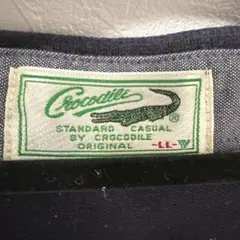 Crocodile
®
STANDARD CASUAL
BY CROCODILE
ORIGINAL -LL-